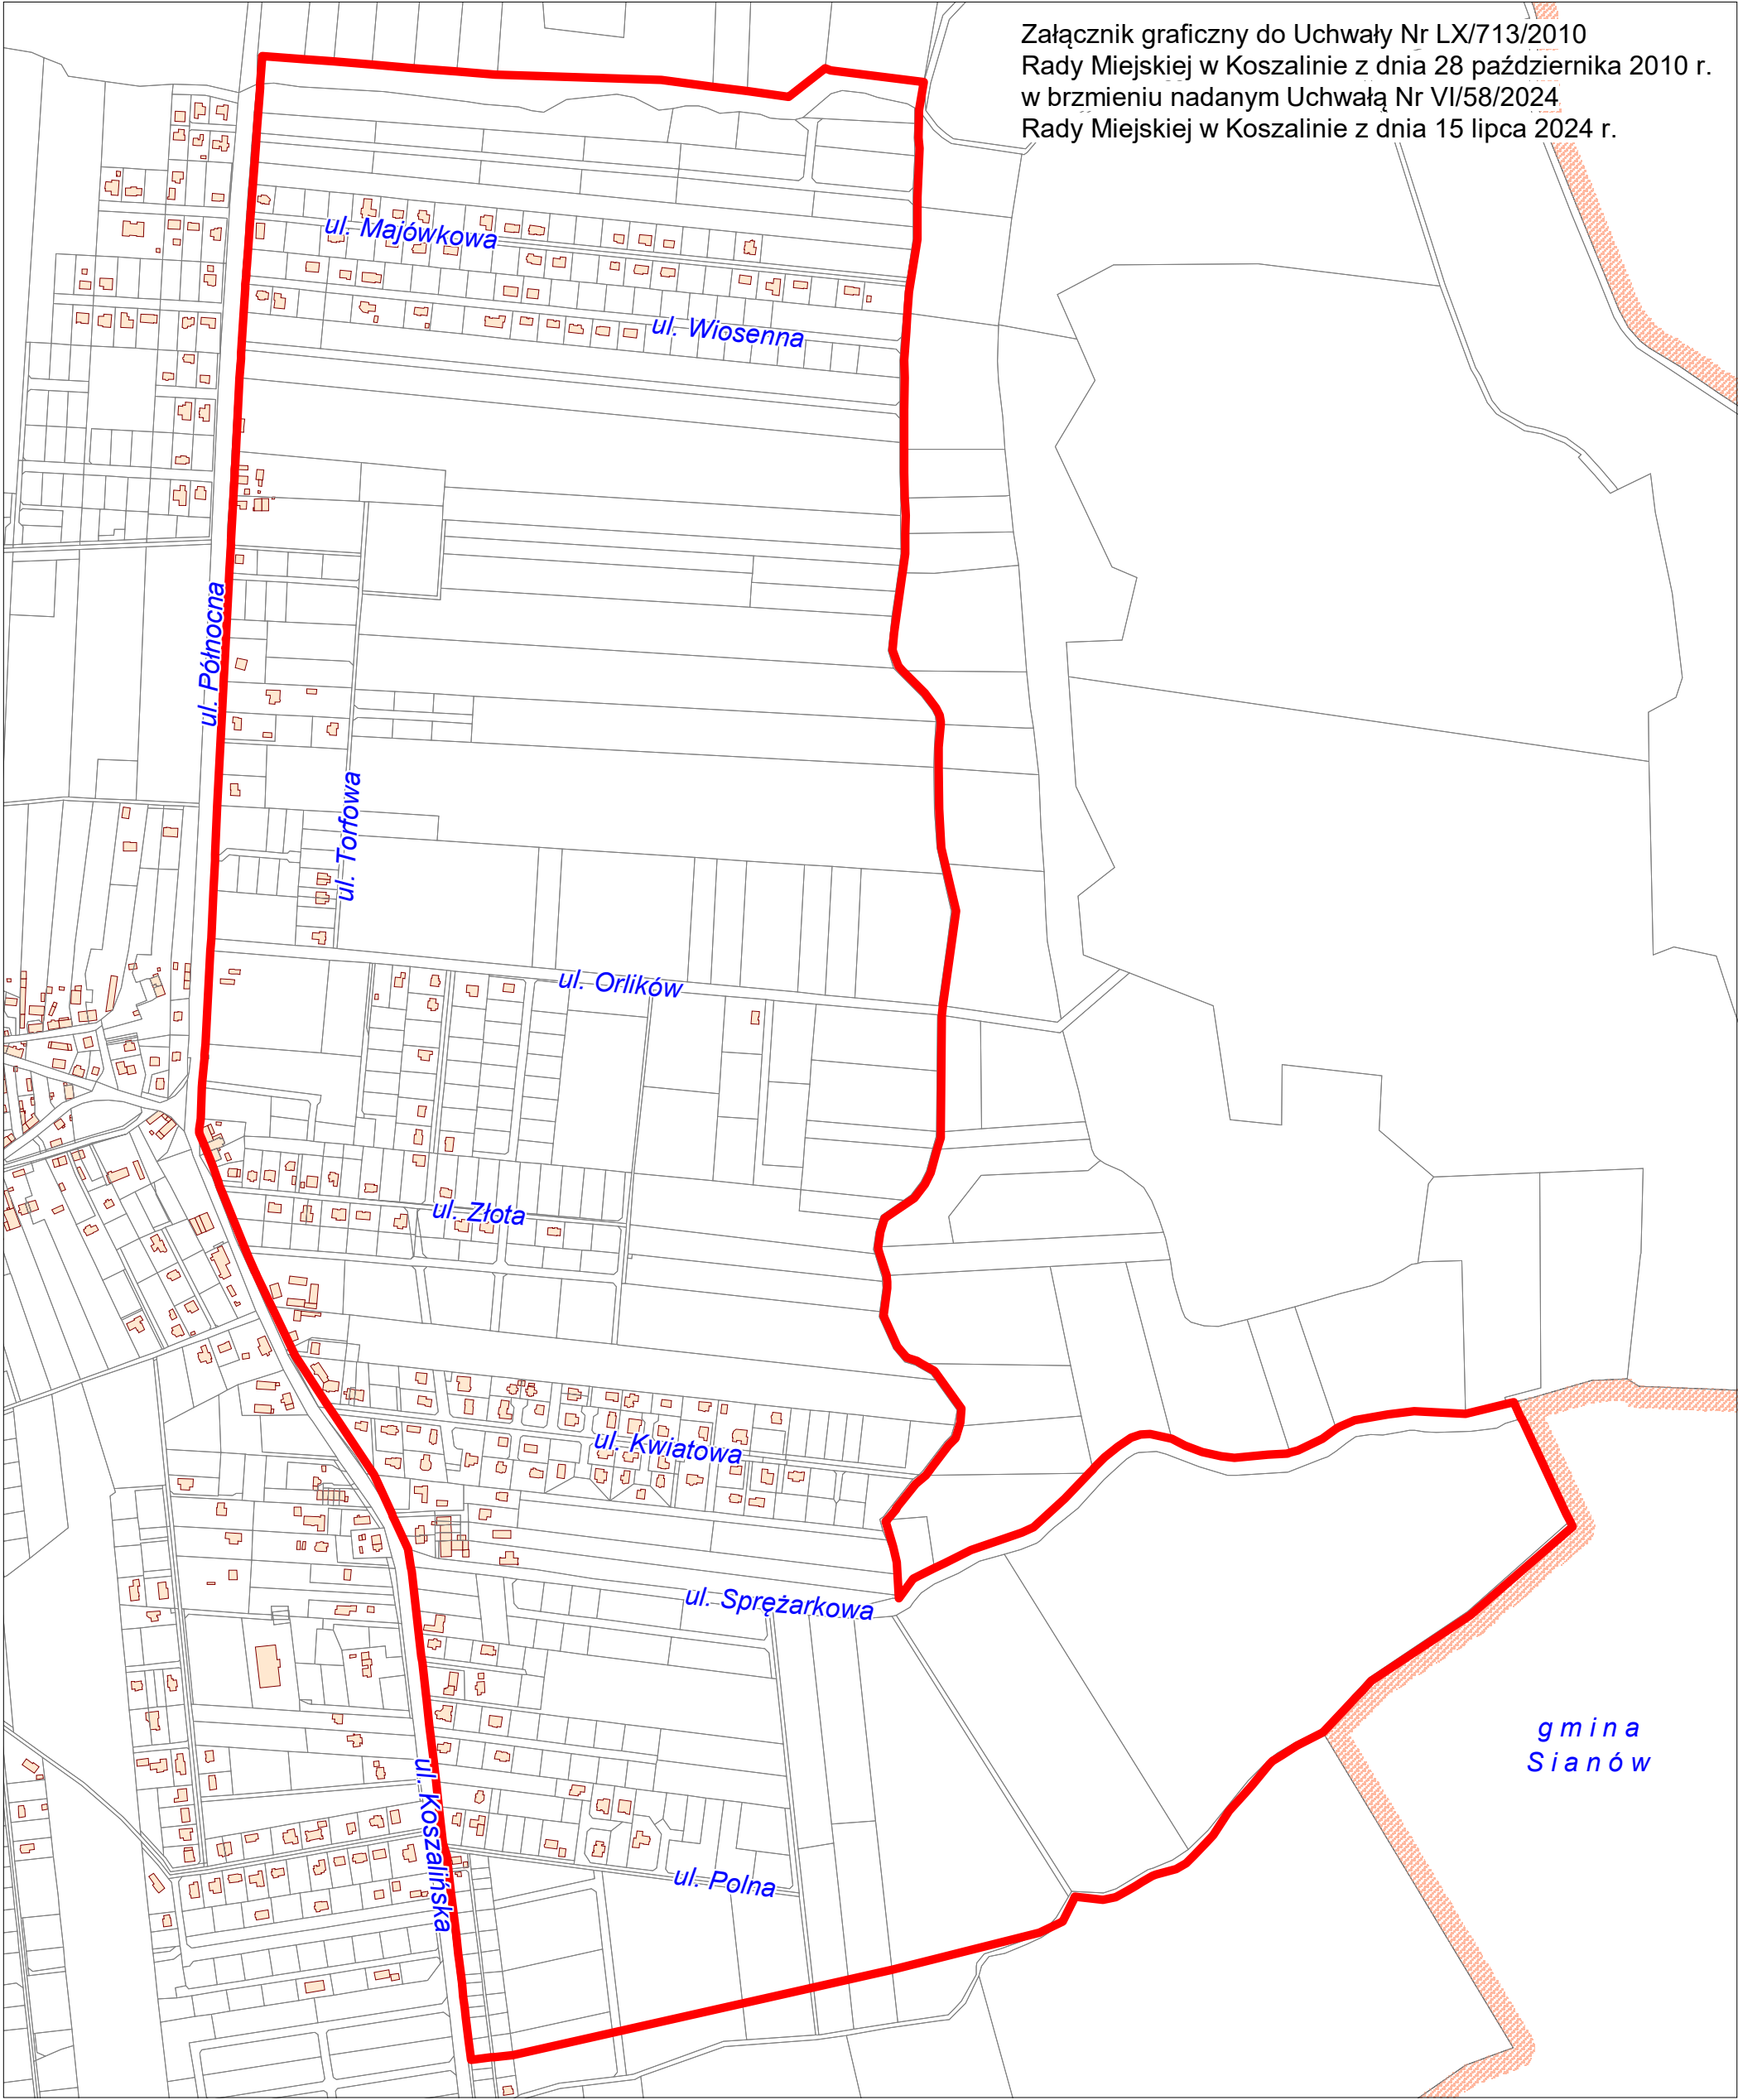 Załącznik graficzny do Uchwały Nr LX/713/2010
Rady Miejskiej w Koszalinie z dnia 28 października 2010 r.
w brzmieniu nadanym Uchwałą Nr VI/58/2024
Rady Miejskiej w Koszalinie z dnia 15 lipca 2024 r.
ul. Majówkowa
ul. Wiosenna
ul. Północna
ul. Torfowa
ul. Orlików
ul. Złota
ul. Kwiatowa
ul. Sprężarkowa
gmina
Sianów
ul. Koszalińska
ul. Polna